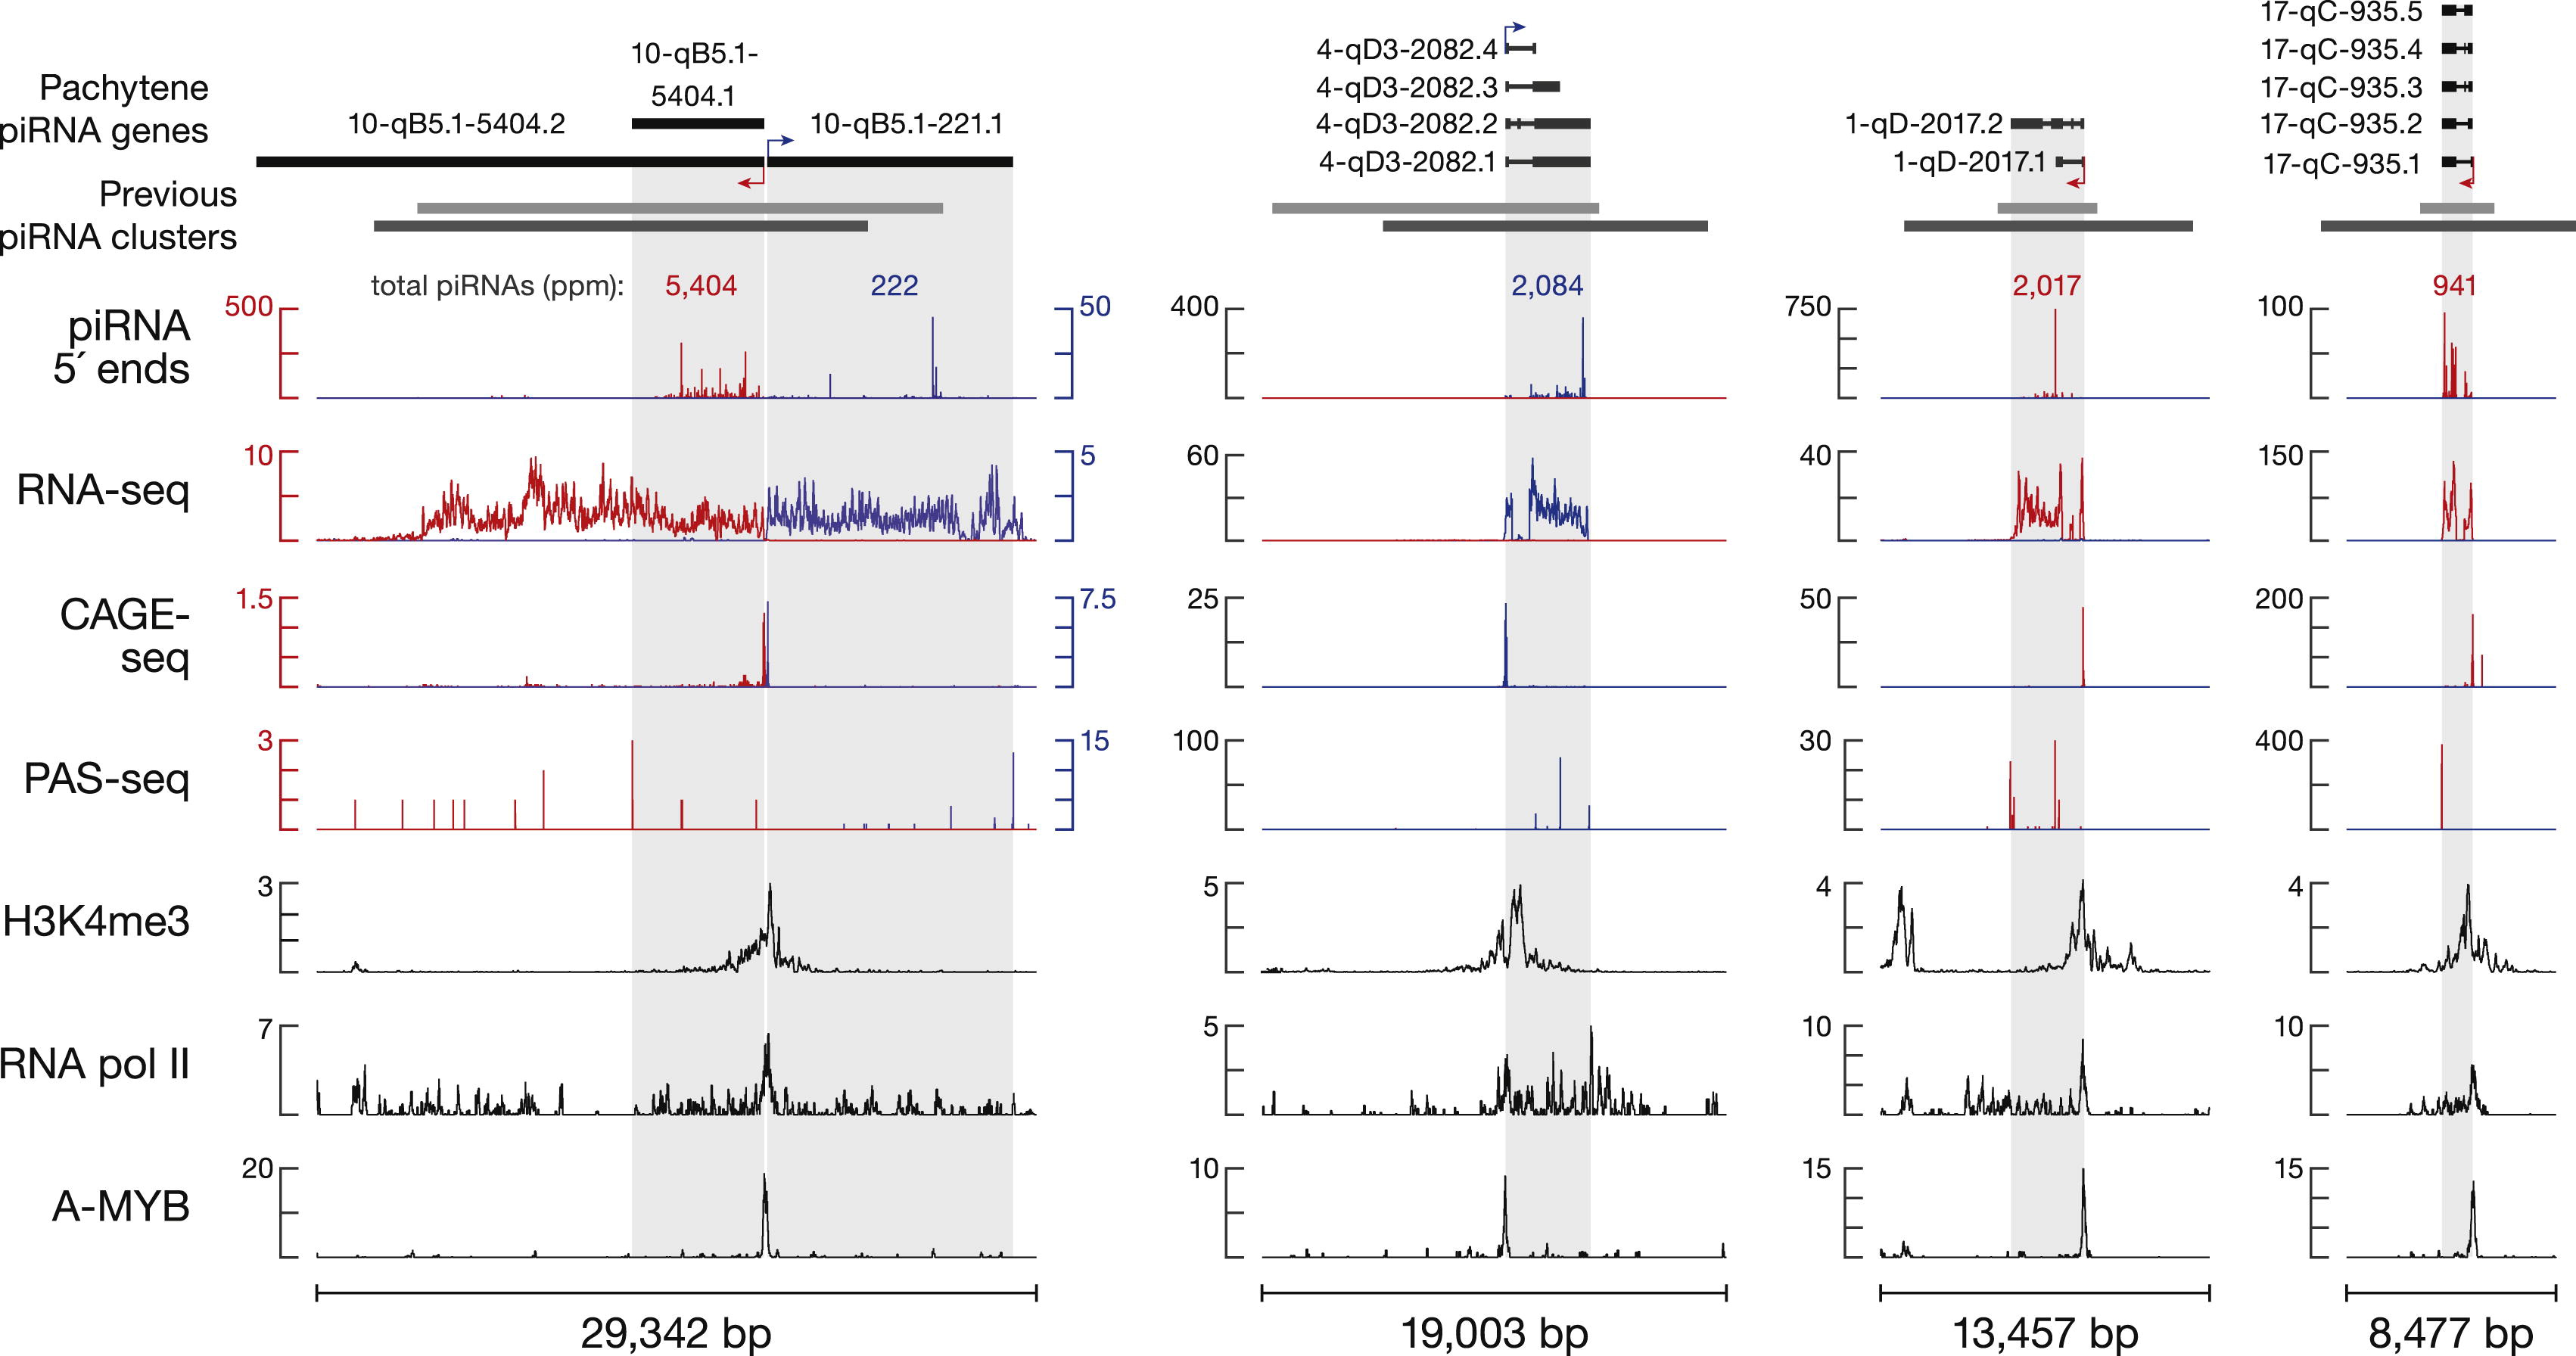 Pachytene
piRNA genes
10-qB5.1-5404.2
10-qB5.1-
5404.1
10-qB5.1-221.1
4-qD3-2082.4
4-qD3-2082.3
4-qD3-2082.2
4-qD3-2082.1
1-qD-2017.2
1-qD-2017.1
17-qC-935.5
17-qC-935.4
17-qC-935.3
17-qC-935.2
17-qC-935.1
Previous
piRNA clusters
total piRNAs (ppm): 5,404 222 2,084 2,017 941
piRNA
5´ ends
500 50 400 750 100
RNA-seq
10 5 60 40 150
CAGE-
seq
1.5 7.5 25 50 200
PAS-seq
3 15 100 30 400
H3K4me3
3 5 4 4
RNA pol II
7 5 10 10
A-MYB
20 10 15 15
29,342 bp 19,003 bp 13,457 bp 8,477 bp